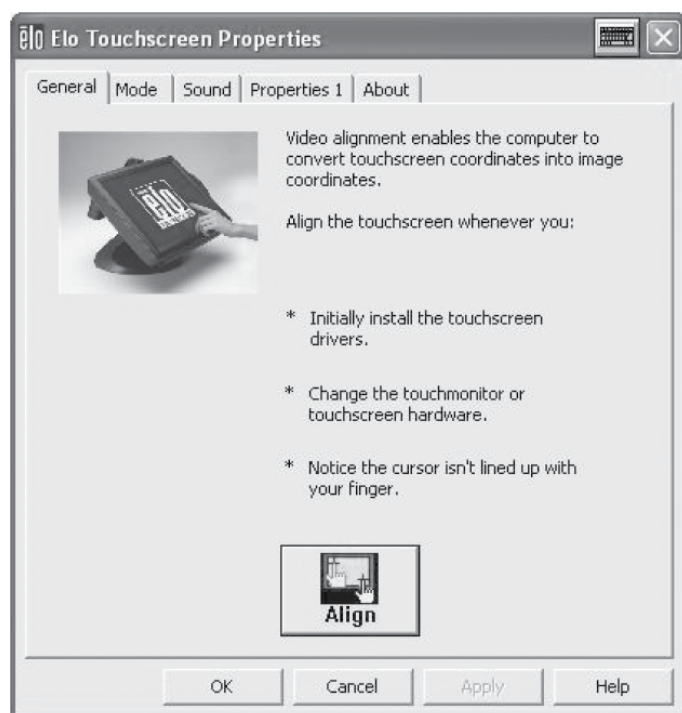 ēlo Elo Touchscreen Properties
General Mode Sound Properties 1 About
ēlo
Video alignment enables the computer to
convert touchscreen coordinates into image
coordinates.
Align the touchscreen whenever you:
* Initially install the touchscreen
drivers.
* Change the touchmonitor or
touchscreen hardware.
* Notice the cursor isn't lined up with
your finger.
Align
OK Cancel Apply Help